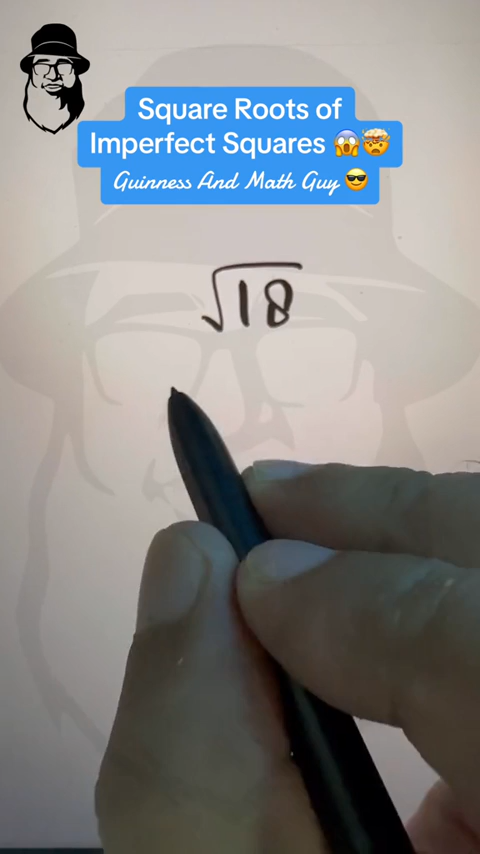 Square Roots of
Imperfect Squares 😱🤯
Guinness And Math Guy 😎
√18